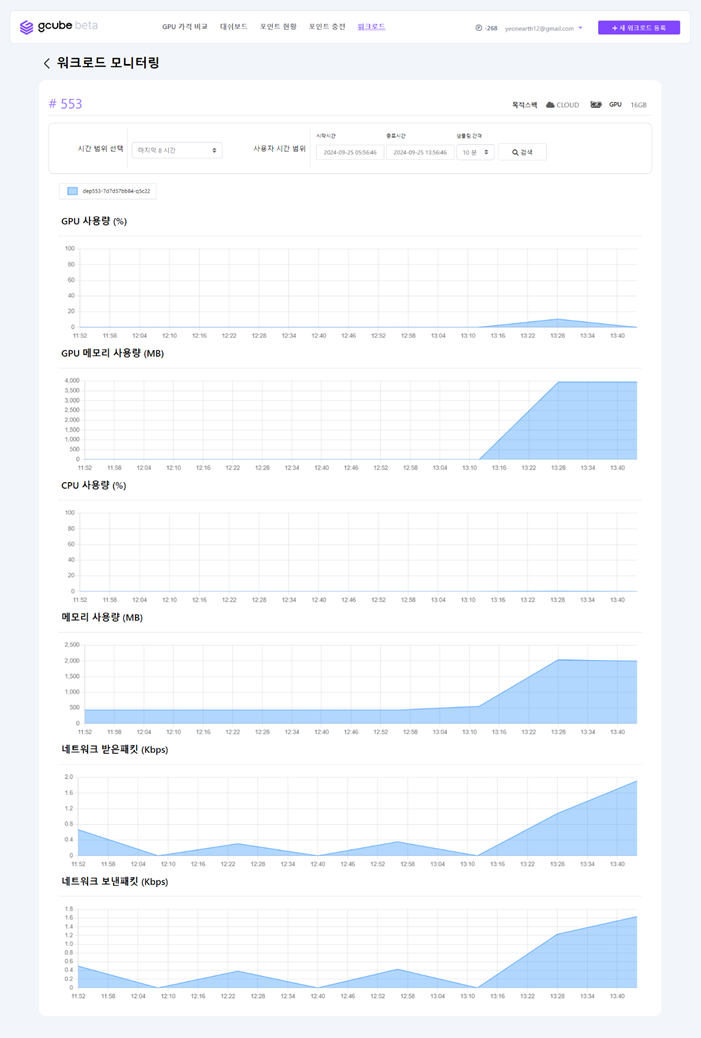 gcube beta
GPU 가격 비교 대쉬보드 포인트 현황 포인트 충전 워크로드
P -268 yecnearth12@gmail.com
+ 새 워크로드 등록
워크로드 모니터링
# 553
목적스택 CLOUD GPU 16GB
시간 범위 선택 마지막 8 시간
사용자 시간 범위
시작시간 종료시간 샘플링 간격
2024-09-25 05:56:46 2024-09-25 13:56:46 10 분 검색
GPU 사용량 (%)
100
80
60
40
20
0
11:52 11:58 12:04 12:10 12:16 12:22 12:28 12:34 12:40 12:46 12:52 12:58 13:04 13:10 13:16 13:22 13:28 13:34 13:40
GPU 메모리 사용량 (MB)
4,000
3,500
3,000
2,500
2,000
1,500
1,000
500
0
11:52 11:58 12:04 12:10 12:16 12:22 12:28 12:34 12:40 12:46 12:52 12:58 13:04 13:10 13:16 13:22 13:28 13:34 13:40
CPU 사용량 (%)
100
80
60
40
20
0
11:52 11:58 12:04 12:10 12:16 12:22 12:28 12:34 12:40 12:46 12:52 12:58 13:04 13:10 13:16 13:22 13:28 13:34 13:40
메모리 사용량 (MB)
2,500
2,000
1,500
1,000
500
0
11:52 11:58 12:04 12:10 12:16 12:22 12:28 12:34 12:40 12:46 12:52 12:58 13:04 13:10 13:16 13:22 13:28 13:34 13:40
네트워크 받은패킷 (Kbps)
2.0
1.6
1.2
0.8
0.4
0
11:52 11:58 12:04 12:10 12:16 12:22 12:28 12:34 12:40 12:46 12:52 12:58 13:04 13:10 13:16 13:22 13:28 13:34 13:40
네트워크 보낸패킷 (Kbps)
1.8
1.6
1.4
1.2
1.0
0.8
0.6
0.4
0.2
0
11:52 11:58 12:04 12:10 12:16 12:22 12:28 12:34 12:40 12:46 12:52 12:58 13:04 13:10 13:16 13:22 13:28 13:34 13:40